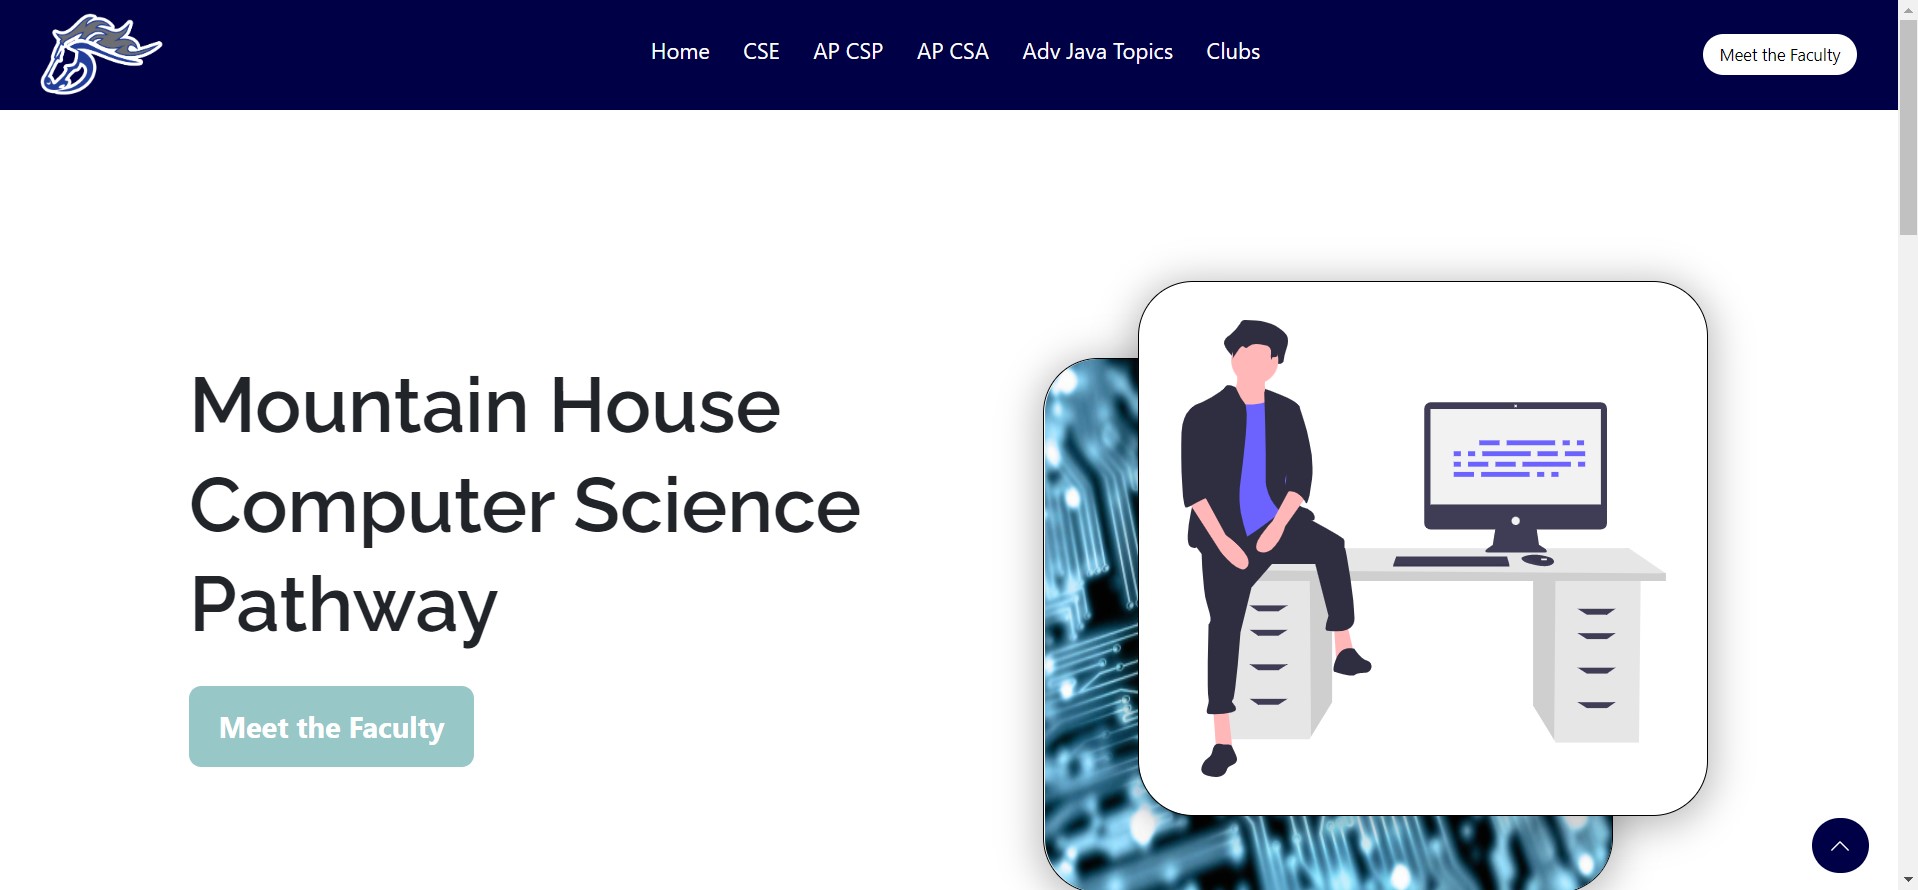 Home CSE AP CSP AP CSA Adv Java Topics Clubs Meet the Faculty
Mountain House
Computer Science
Pathway
Meet the Faculty